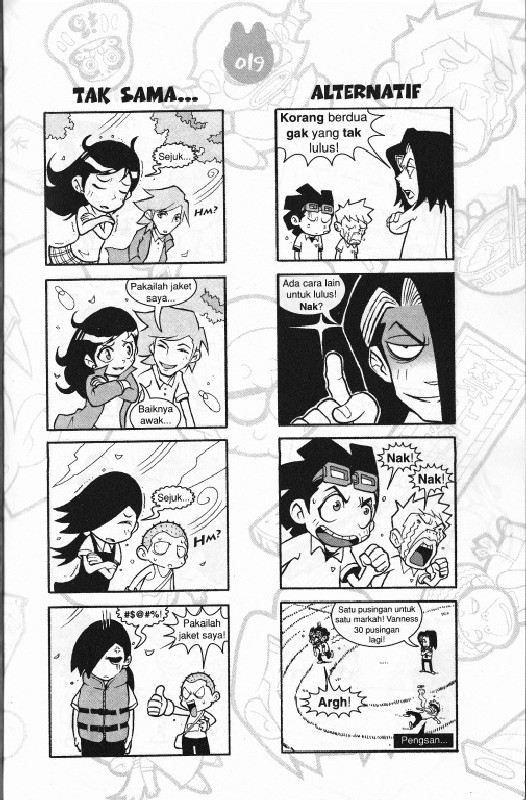 019
TAK SAMA...
Sejuk...
HM?
Pakailah jaket
saya...
Baiknya
awak...
Sejuk...
HM?
#$@#%!
Pakailah
jaket saya!
ALTERNATIF
Korang berdua
gak yang tak
lulus!
Ada cara lain
untuk lulus!
Nak?
Nak!
Nak!
Satu pusingan untuk
satu markah! Vanness
30 pusingan
lagi!
Argh!
Pengsan...